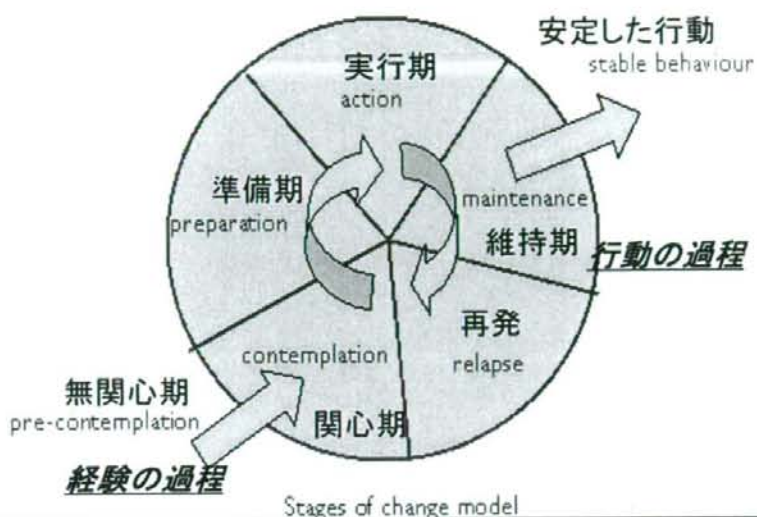 安定した行動
stable behaviour
実行期
action
準備期
preparation
maintenance
維持期
行動の過程
再発
relapse
contemplation
関心期
無関心期
pre-contemplation
経験の過程
Stages of change model